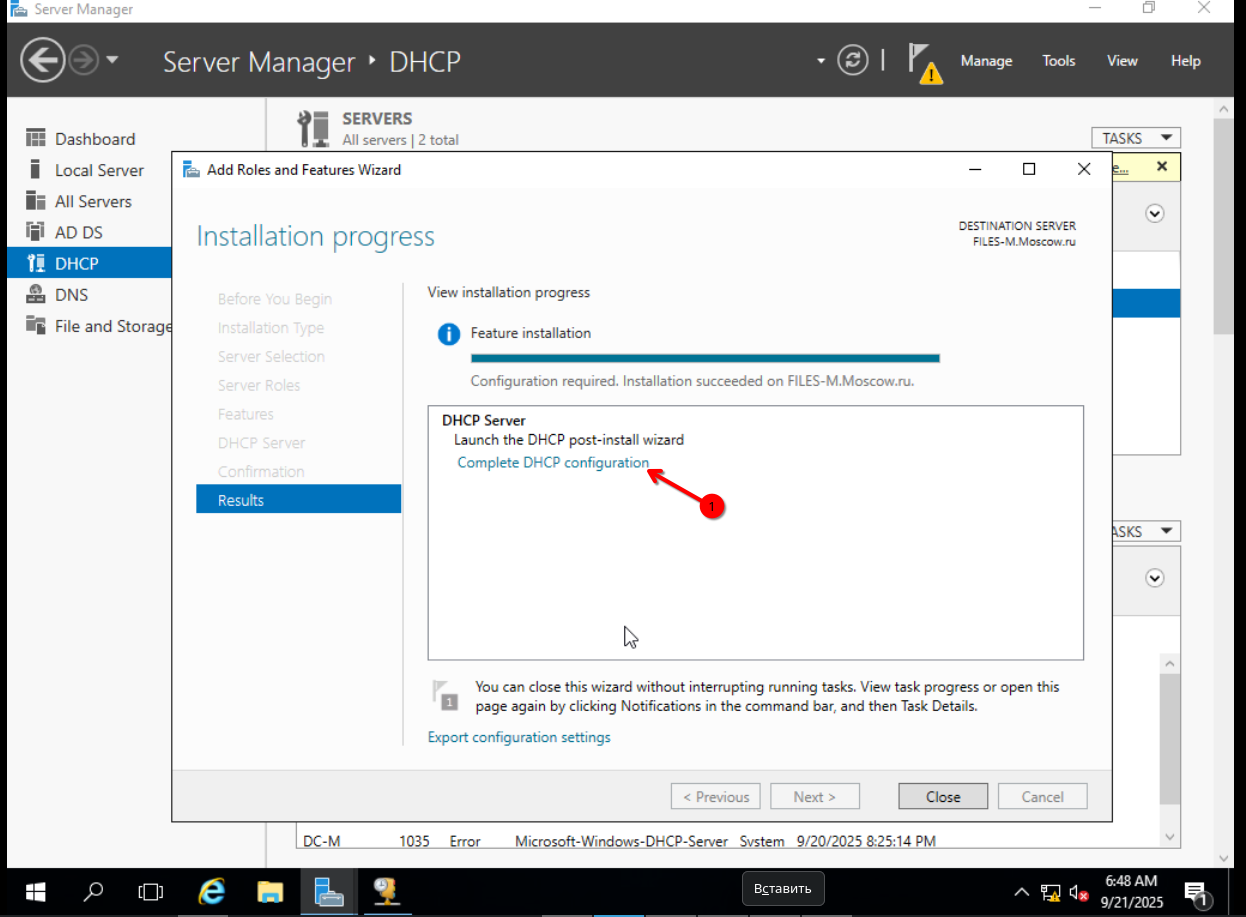 Server Manager
Server Manager • DHCP
Manage Tools View Help
Dashboard
Local Server
All Servers
AD DS
DHCP
DNS
File and Storage
SERVERS
All servers | 2 total
TASKS
Add Roles and Features Wizard
Installation progress
DESTINATION SERVER
FILES-M.Moscow.ru
Before You Begin
Installation Type
Server Selection
Server Roles
Features
DHCP Server
Confirmation
Results
View installation progress
Feature installation
Configuration required. Installation succeeded on FILES-M.Moscow.ru.
DHCP Server
Launch the DHCP post-install wizard
Complete DHCP configuration
1
1
You can close this wizard without interrupting running tasks. View task progress or open this
page again by clicking Notifications in the command bar, and then Task Details.
Export configuration settings
< Previous Next > Close Cancel
DC-M 1035 Error Microsoft-Windows-DHCP-Server System 9/20/2025 8:25:14 PM
Вставить
6:48 AM
9/21/2025
1